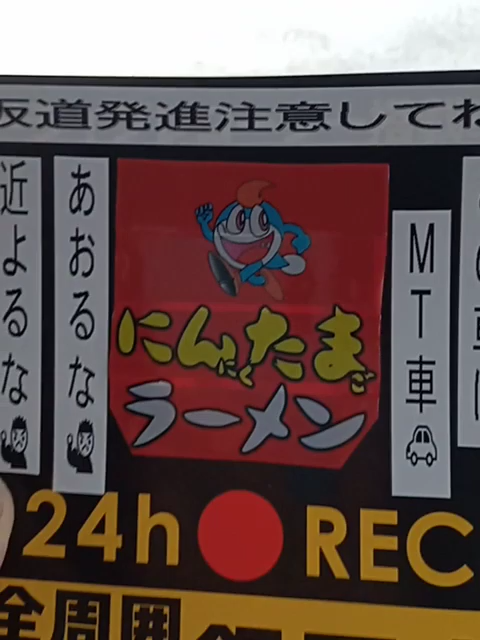 坂道発進注意してね
近よるな
あおるな
にんたまラーメン
にく
ご
MT車
24h
REC
全周囲